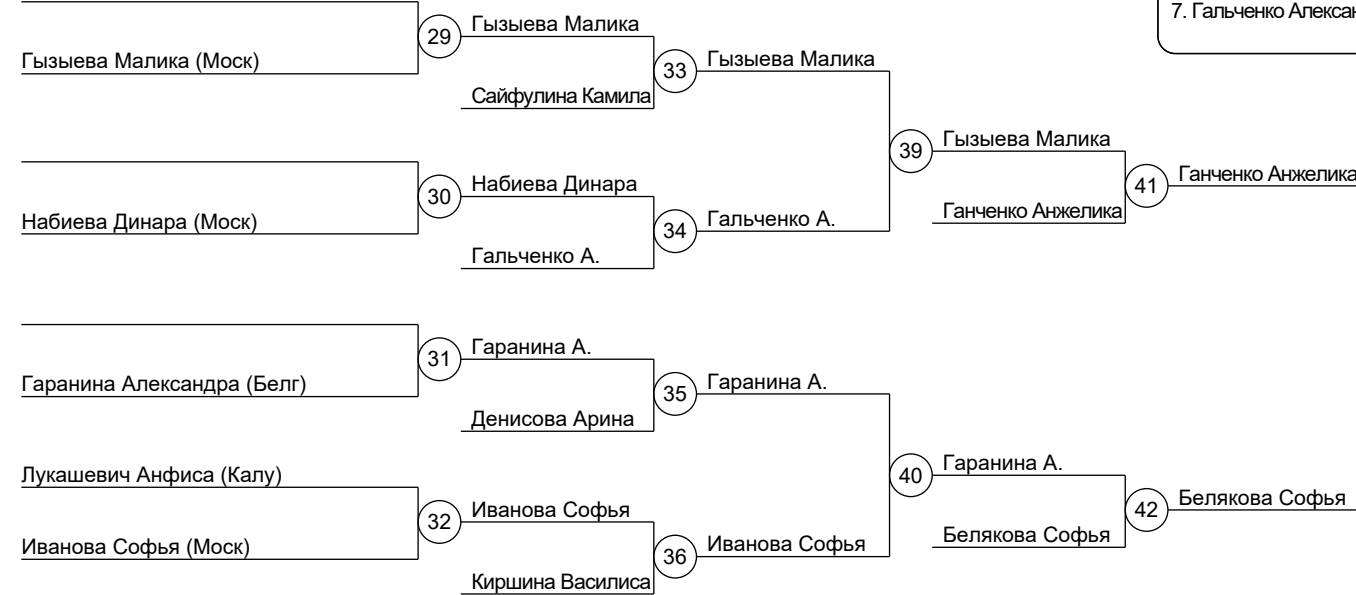 7. Гальченко Алексан
29 Гызыева Малика
Гызыева Малика (Моск)
33 Гызыева Малика
Сайфулина Камила
39 Гызыева Малика
30 Набиева Динара
41 Ганченко Анжелика
Набиева Динара (Моск)
34 Гальченко А.
Ганченко Анжелика
Гальченко А.
31 Гаранина А.
Гаранина Александра (Белг)
35 Гаранина А.
Денисова Арина
Лукашевич Анфиса (Калу)
40 Гаранина А.
32 Иванова Софья
42 Белякова Софья
Иванова Софья (Моск)
36 Иванова Софья
Белякова Софья
Киршина Василиса